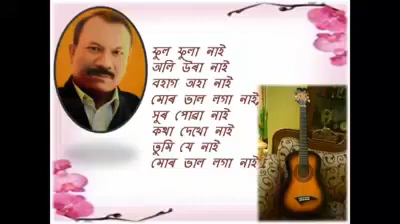 ফুল ফুলা নাই
অলি উৰা নাই
বহাগ অহা নাই
মোৰ ভাল লগা নাই,
সুৰ পোৱা নাই
কথা দেখো নাই
তুমি যে নাই
মোৰ ভাল লগা নাই